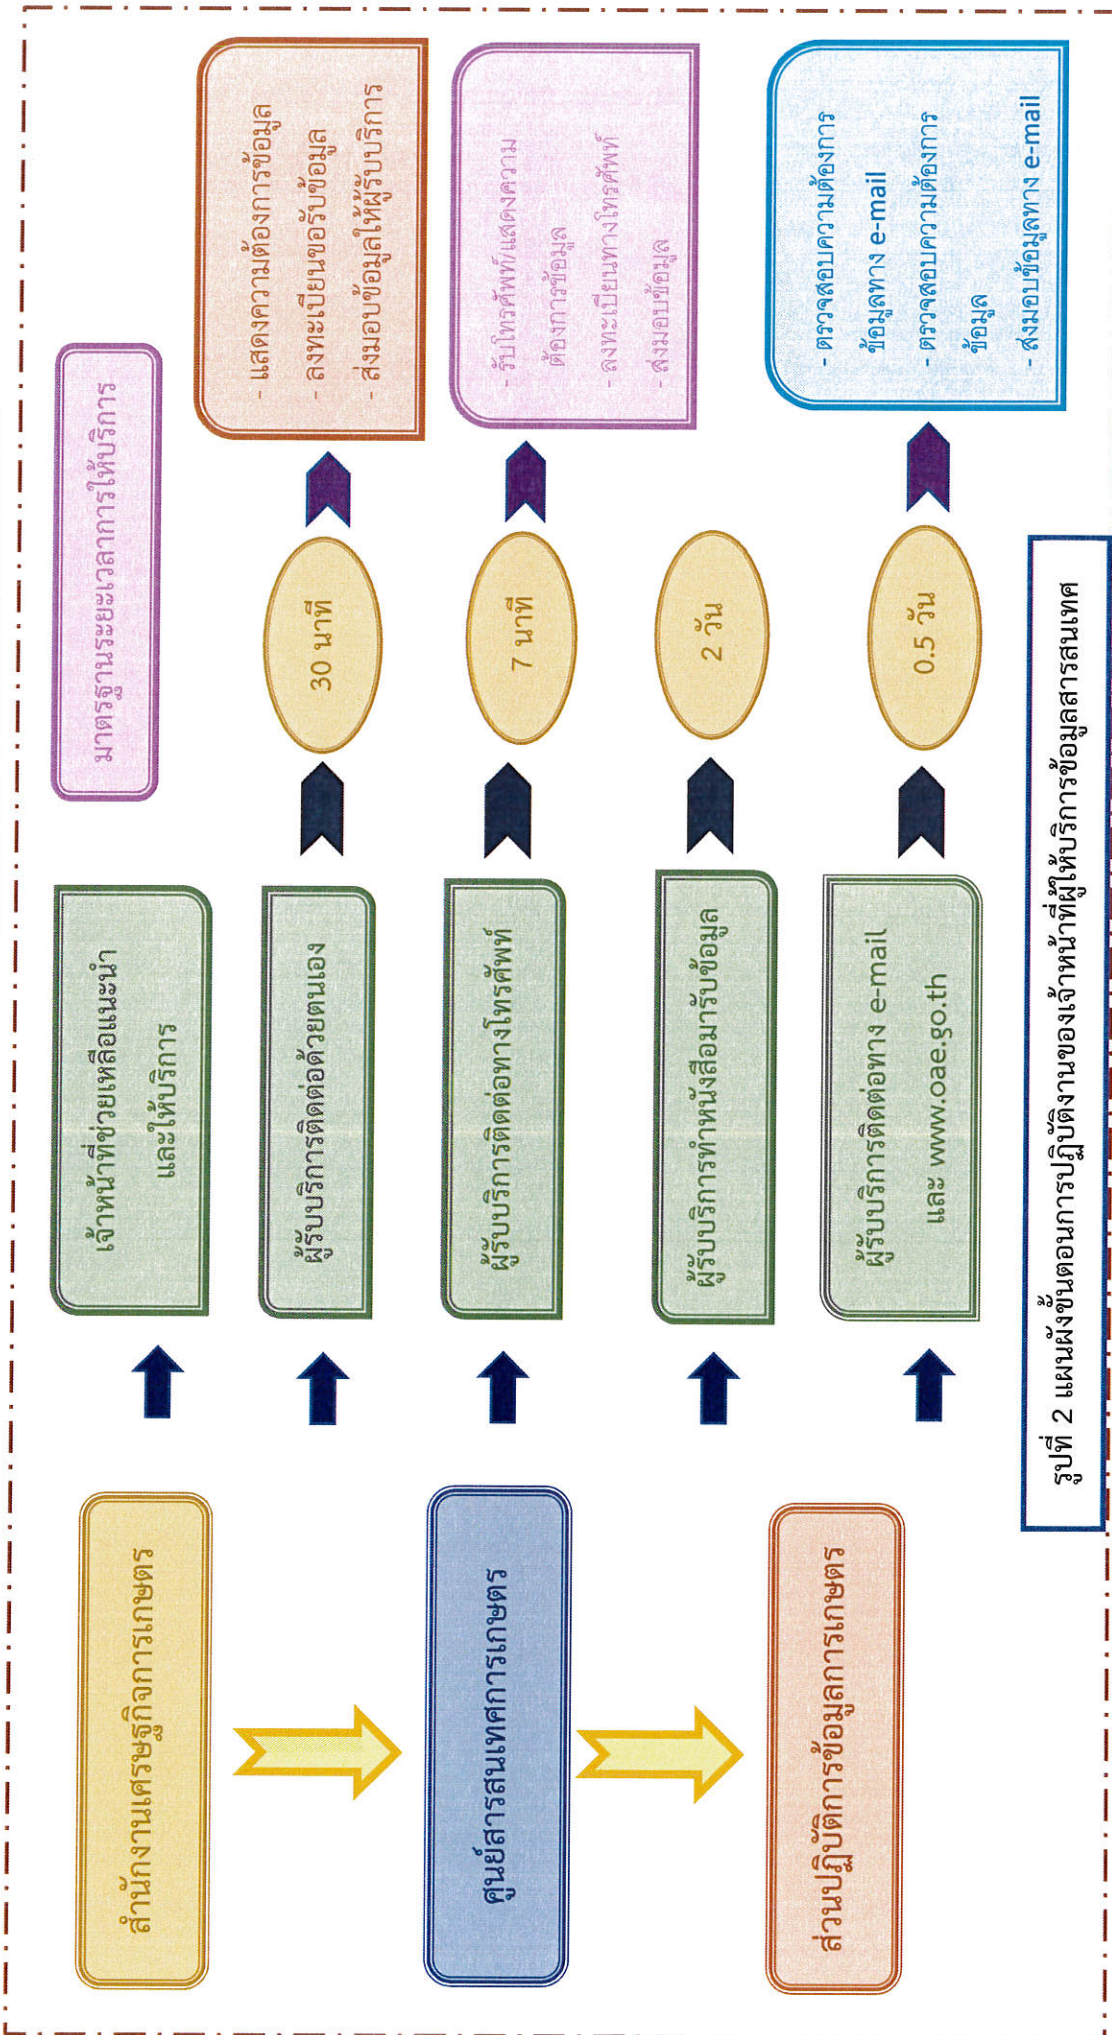 สำนักงานเศรษฐกิจการเกษตร
ศูนย์สารสนเทศการเกษตร
ส่วนปฏิบัติการข้อมูลการเกษตร
เจ้าหน้าที่ช่วยเหลือแนะนำ
และให้บริการ
มาตรฐานระยะเวลาการให้บริการ
ผู้รับบริการติดต่อด้วยตนเอง
30 นาที
- แสดงความต้องการข้อมูล
- ลงทะเบียนขอรับข้อมูล
- ส่งมอบข้อมูลให้ผู้รับบริการ
ผู้รับบริการติดต่อทางโทรศัพท์
7 นาที
- รับโทรศัพท์/แสดงความ
ต้องการข้อมูล
- ลงทะเบียนทางโทรศัพท์
- ส่งมอบข้อมูล
ผู้รับบริการทำหนังสือมารับข้อมูล
2 วัน
ผู้รับบริการติดต่อทาง e-mail
และ www.oae.go.th
0.5 วัน
- ตรวจสอบความต้องการ
ข้อมูลทาง e-mail
- ตรวจสอบความต้องการ
ข้อมูล
- ส่งมอบข้อมูลทาง e-mail
รูปที่ 2 แผนผังขั้นตอนการปฏิบัติงานของเจ้าหน้าที่ผู้ให้บริการข้อมูลสารสนเทศ